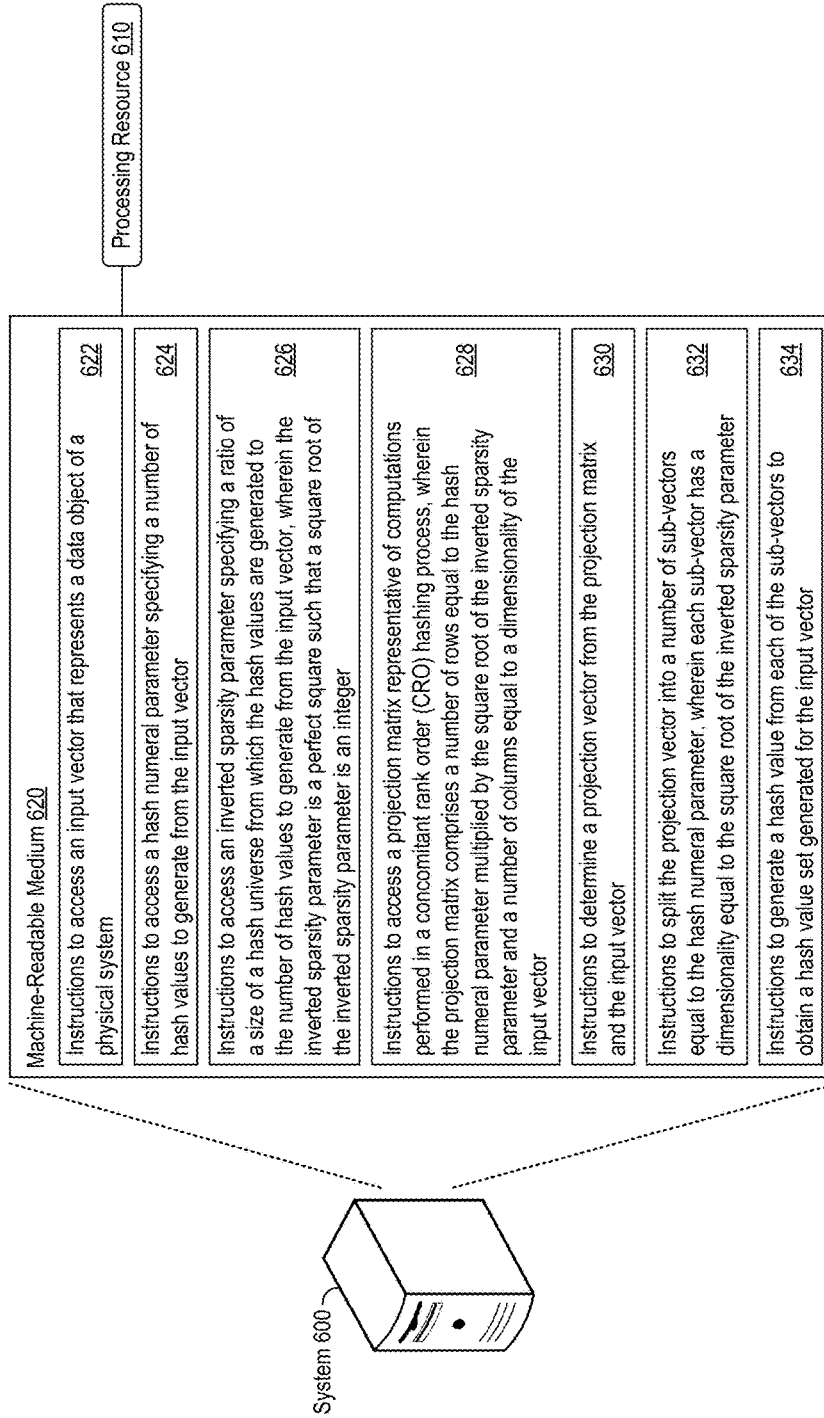 System 600
Machine-Readable Medium 620
Instructions to access an input vector that represents a data object of a
physical system
622
Instructions to access a hash numeral parameter specifying a number of
hash values to generate from the input vector
624
Instructions to access an inverted sparsity parameter specifying a ratio of
a size of a hash universe from which the hash values are generated to
the number of hash values to generate from the input vector, wherein the
inverted sparsity parameter is a perfect square such that a square root of
the inverted sparsity parameter is an integer
626
Instructions to access a projection matrix representative of computations
performed in a concomitant rank order (CRO) hashing process, wherein
the projection matrix comprises a number of rows equal to the hash
numeral parameter multiplied by the square root of the inverted sparsity
parameter and a number of columns equal to a dimensionality of the
input vector
628
Instructions to determine a projection vector from the projection matrix
and the input vector
630
Instructions to split the projection vector into a number of sub-vectors
equal to the hash numeral parameter, wherein each sub-vector has a
dimensionality equal to the square root of the inverted sparsity parameter
632
Instructions to generate a hash value from each of the sub-vectors to
obtain a hash value set generated for the input vector
634
Processing Resource 610